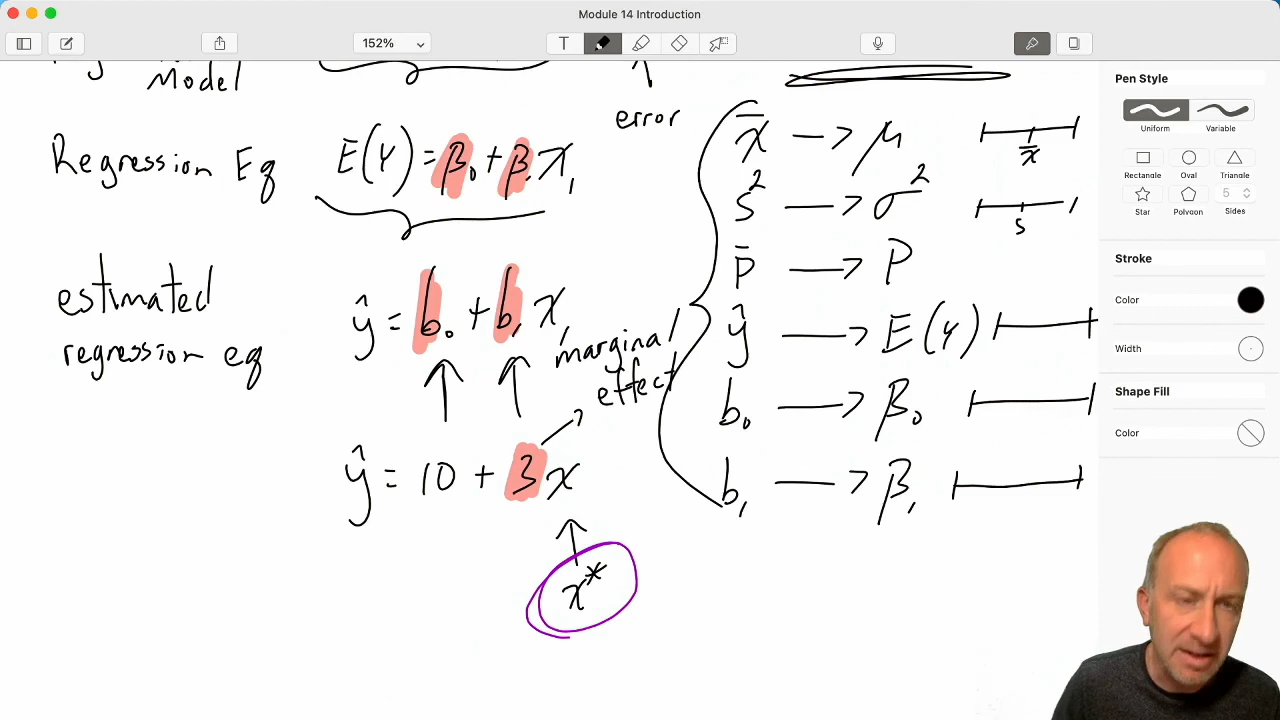 Module 14 Introduction
152%
T
Model
error
Regression Eq E(Y) = β₀ + β₁x₁
estimated
regression eq
ŷ = b₀ + b₁x₁
marginal
effect
ŷ = 10 + 3x
x*
x̄ → μ
x̄
s² → σ²
s
p̄ → P
ŷ → E(Y)
b₀ → β₀
b₁ → β₁
Pen Style
Uniform Variable
Rectangle Oval Triangle
5
Star Polygon Sides
Stroke
Color
Width
Shape Fill
Color